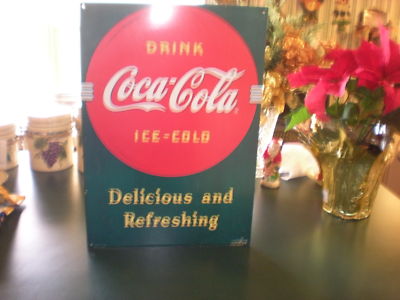 DRINK
Coca-Cola
ICE=COLD
Delicious and
Refreshing